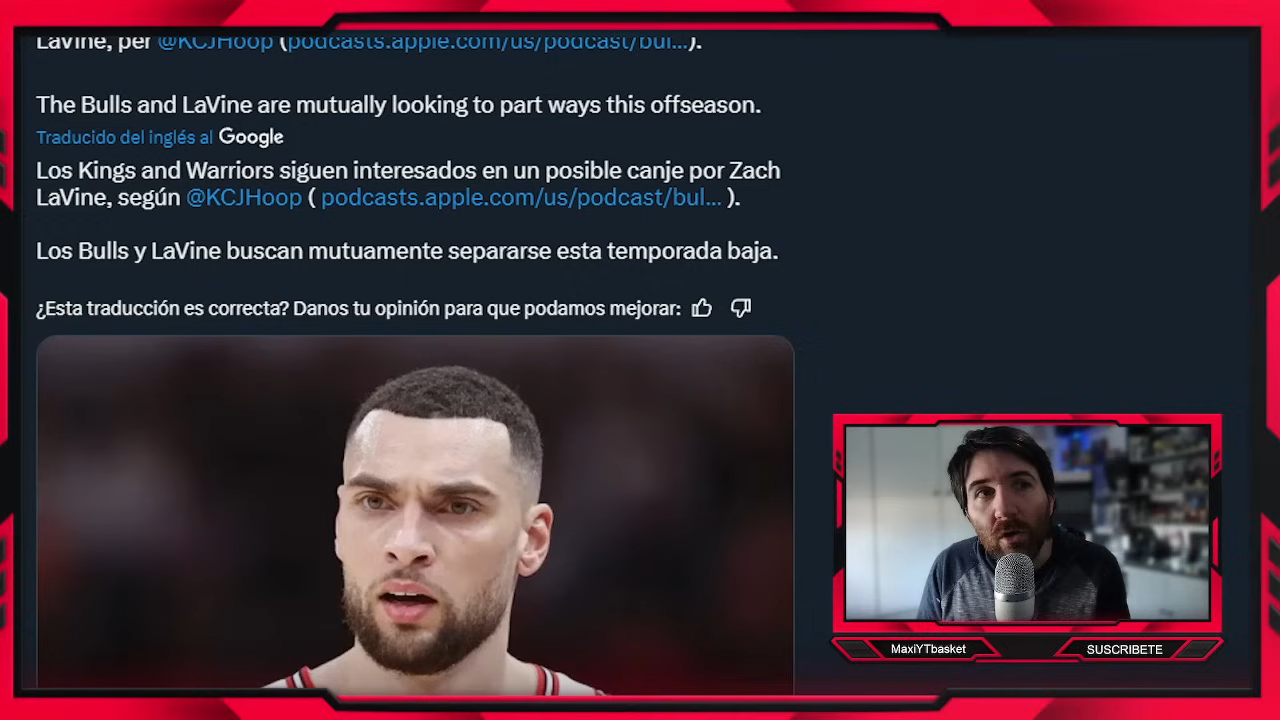 LaVine, per @KCJHoop (podcasts.apple.com/us/podcast/bul...).
The Bulls and LaVine are mutually looking to part ways this offseason.
Traducido del inglés al Google
Los Kings and Warriors siguen interesados en un posible canje por Zach
LaVine, según @KCJHoop ( podcasts.apple.com/us/podcast/bul... ).
Los Bulls y LaVine buscan mutuamente separarse esta temporada baja.
¿Esta traducción es correcta? Danos tu opinión para que podamos mejorar:
MaxiYTbasket
SUSCRIBETE